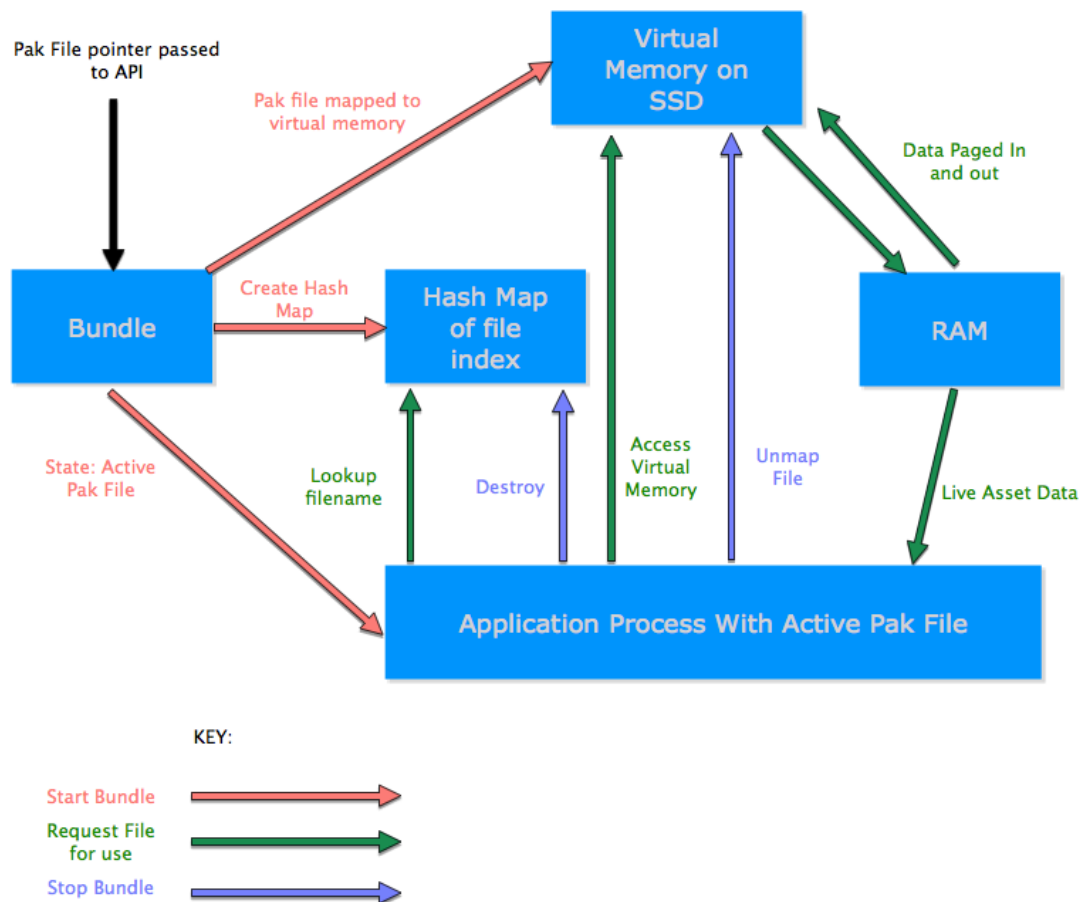 Pak File pointer passed
to API
Virtual
Memory on
SSD
Pak file mapped to
virtual memory
Data Paged In
and out
Bundle
Create Hash
Map
Hash Map
of file
index
RAM
State: Active
Pak File
Lookup
filename
Destroy
Access
Virtual
Memory
Unmap
File
Live Asset Data
Application Process With Active Pak File
KEY:
Start Bundle
Request File
for use
Stop Bundle